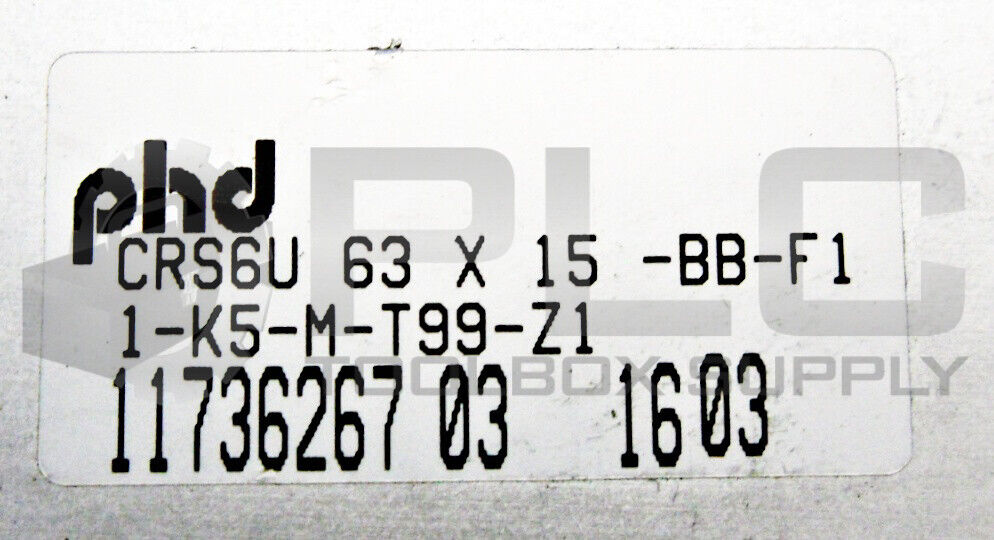 phd
CRS6U 63 X 15 -BB-F1
1-K5-M-T99-Z1
11736267 03 1603
PLC
TOOLBOX SUPPLY